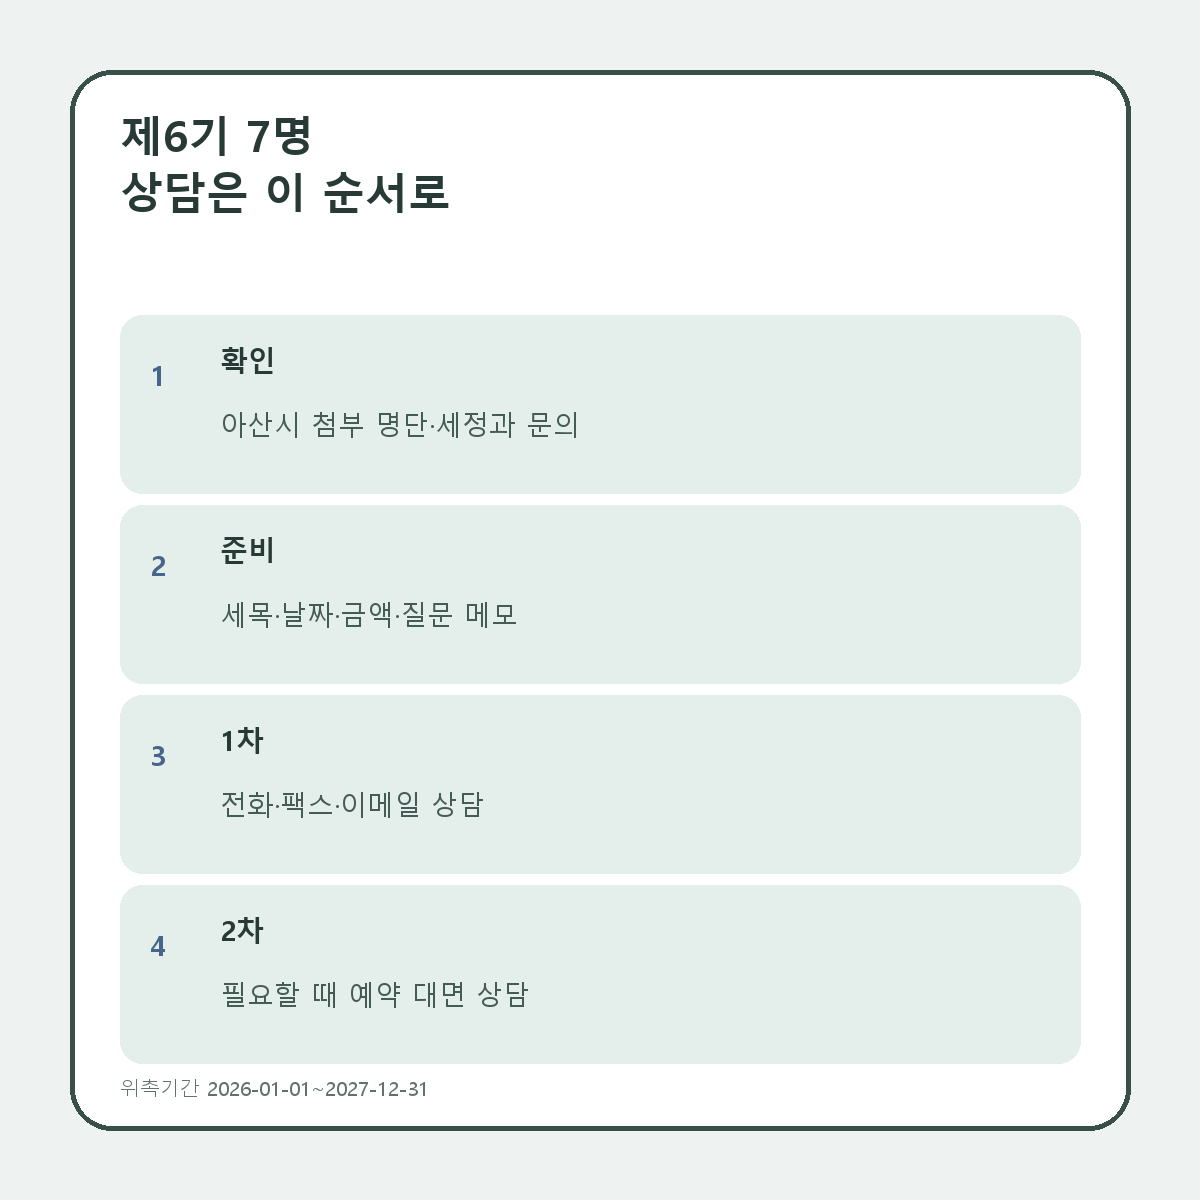 제6기 7명
상담은 이 순서로
1
확인
아산시 첨부 명단·세정과 문의
2
준비
세목·날짜·금액·질문 메모
3
1차
전화·팩스·이메일 상담
4
2차
필요할 때 예약 대면 상담
위촉기간 2026-01-01~2027-12-31